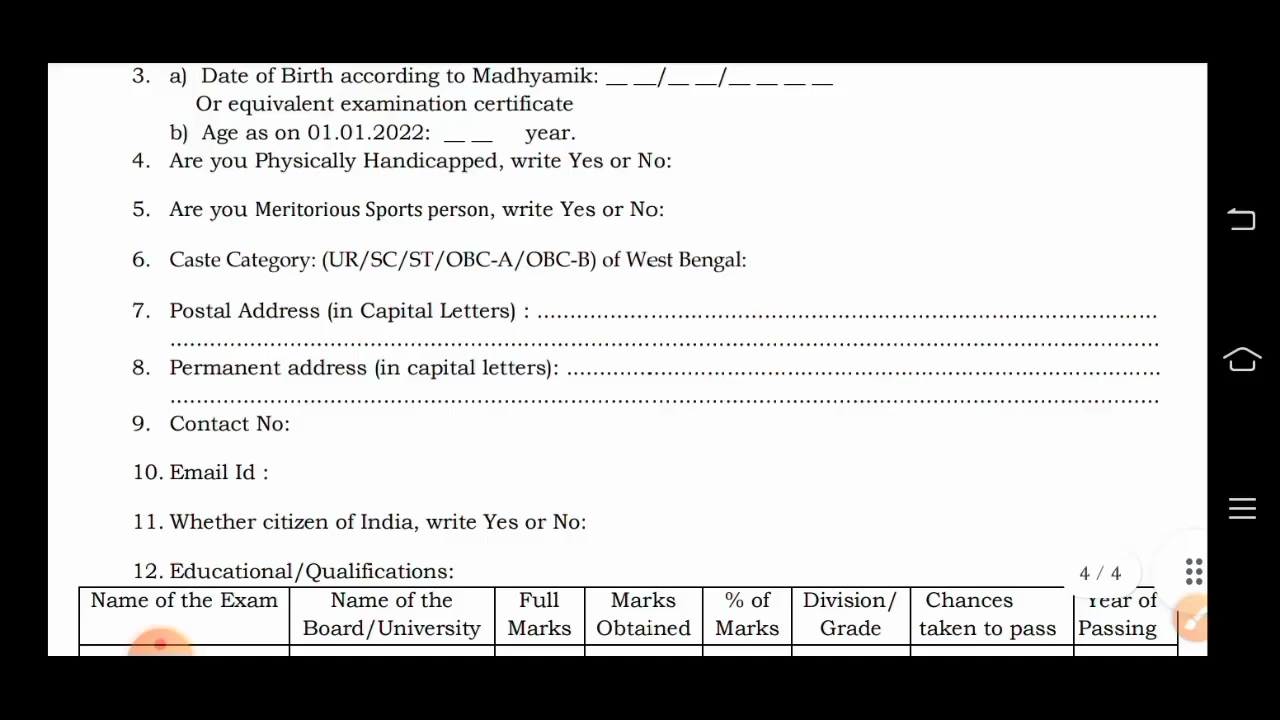 3. a) Date of Birth according to Madhyamik: __ __/__ __/__ __ __ __
Or equivalent examination certificate
b) Age as on 01.01.2022: __ __ year.
4. Are you Physically Handicapped, write Yes or No:
5. Are you Meritorious Sports person, write Yes or No:
6. Caste Category: (UR/SC/ST/OBC-A/OBC-B) of West Bengal:
7. Postal Address (in Capital Letters) : ..............................................................................................
......................................................................................................................................................
8. Permanent address (in capital letters): ..........................................................................................
......................................................................................................................................................
9. Contact No:
10. Email Id :
11. Whether citizen of India, write Yes or No:
12. Educational/Qualifications:
4 / 4
Name of the Exam Name of the Full Marks % of Division/ Chances Year of
Board/University Marks Obtained Marks Grade taken to pass Passing